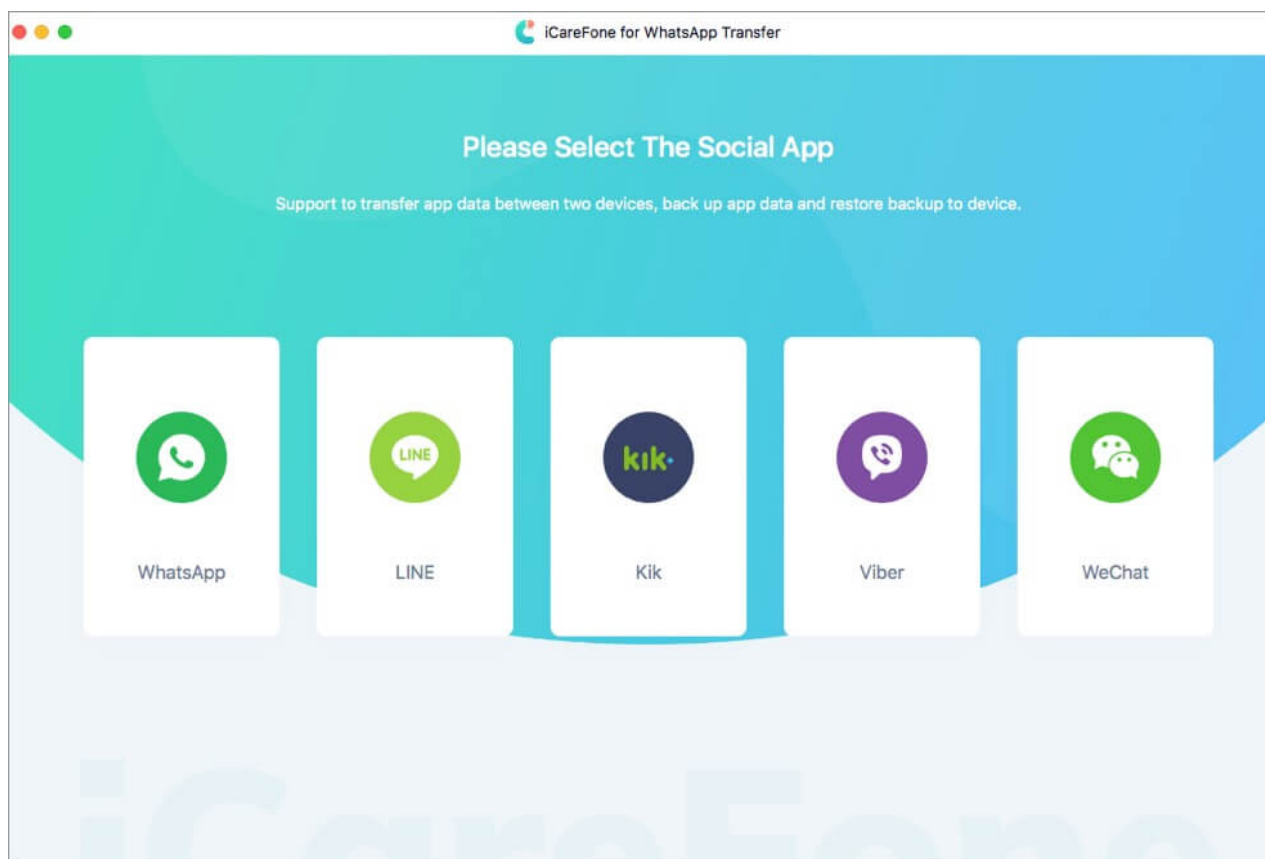 iCareFone for WhatsApp Transfer
Please Select The Social App
Support to transfer app data between two devices, back up app data and restore backup to device.
LINE
kik
WhatsApp
LINE
Kik
Viber
WeChat
iCareFone